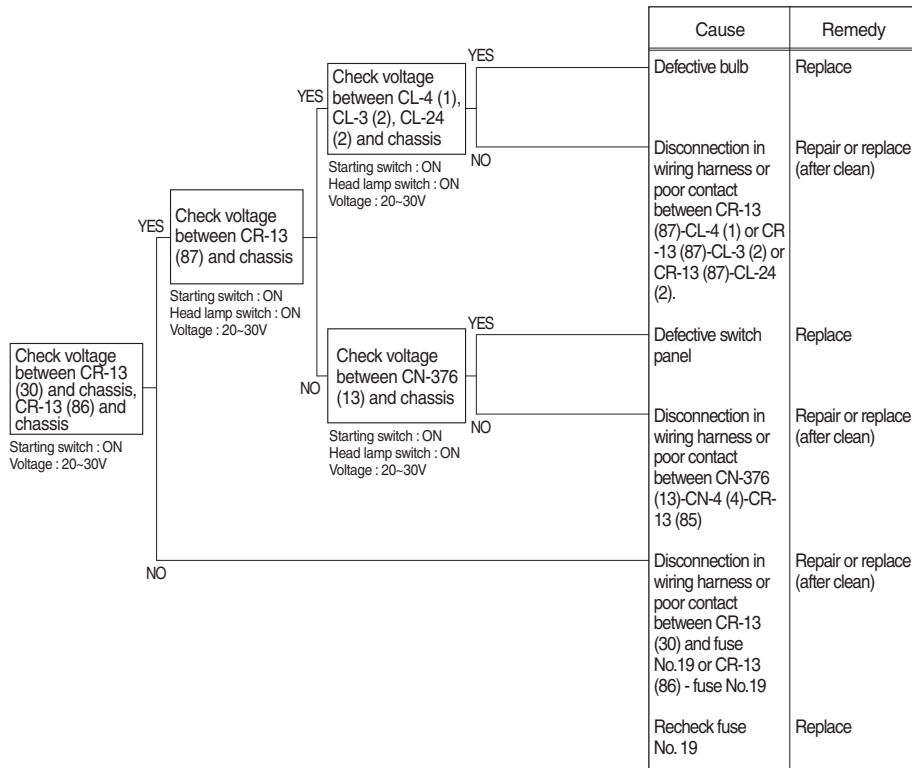 Cause
Remedy
YES
Defective bulb
Replace
Check voltage
between CL-4 (1),
CL-3 (2), CL-24
(2) and chassis
YES
NO
Starting switch : ON
Head lamp switch : ON
Voltage : 20~30V
Disconnection in
wiring harness or
poor contact
between CR-13
(87)-CL-4 (1) or CR
-13 (87)-CL-3 (2) or
CR-13 (87)-CL-24
(2).
Repair or replace
(after clean)
YES
Check voltage
between CR-13
(87) and chassis
Starting switch : ON
Head lamp switch : ON
Voltage : 20~30V
YES
Defective switch
panel
Replace
Check voltage
between CN-376
(13) and chassis
NO
NO
Starting switch : ON
Head lamp switch : ON
Voltage : 20~30V
Disconnection in
wiring harness or
poor contact
between CN-376
(13)-CN-4 (4)-CR-
13 (85)
Repair or replace
(after clean)
Check voltage
between CR-13
(30) and chassis,
CR-13 (86) and
chassis
Starting switch : ON
Voltage : 20~30V
NO
Disconnection in
wiring harness or
poor contact
between CR-13
(30) and fuse
No.19 or CR-13
(86) - fuse No.19
Repair or replace
(after clean)
Recheck fuse
No. 19
Replace